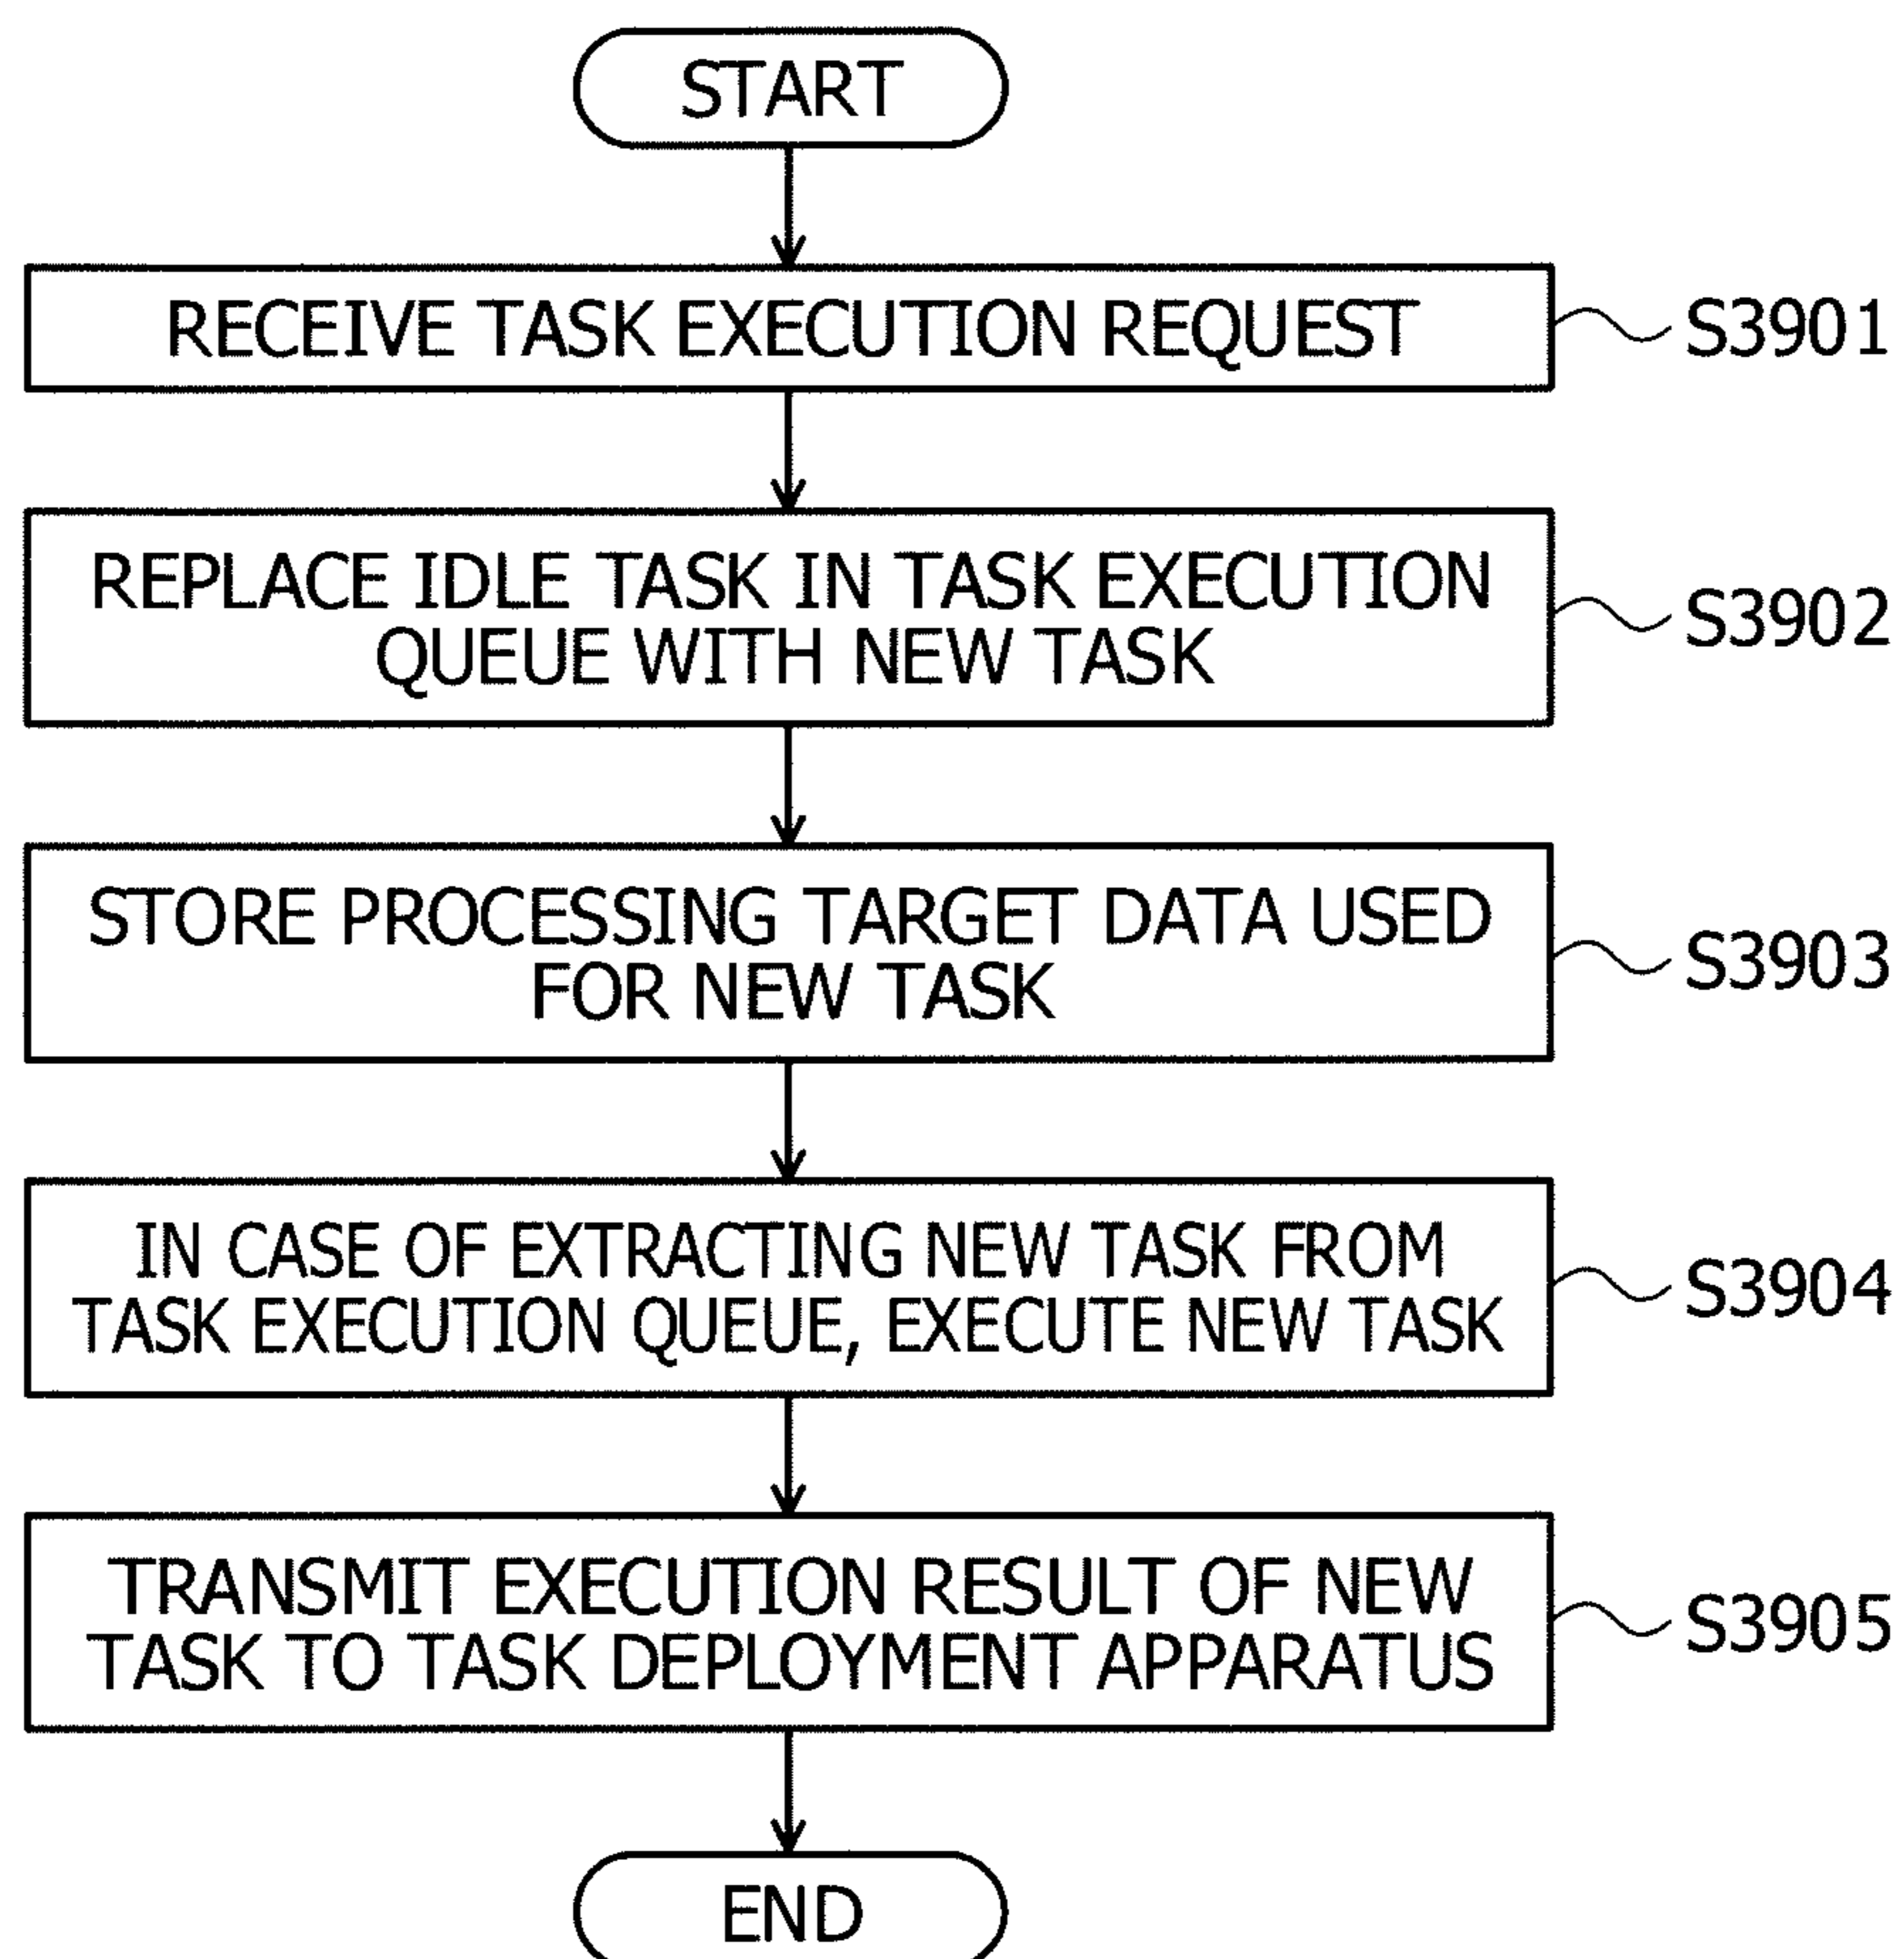 START
RECEIVE TASK EXECUTION REQUEST
S3901
REPLACE IDLE TASK IN TASK EXECUTION
QUEUE WITH NEW TASK
S3902
STORE PROCESSING TARGET DATA USED
FOR NEW TASK
S3903
IN CASE OF EXTRACTING NEW TASK FROM
TASK EXECUTION QUEUE, EXECUTE NEW TASK
S3904
TRANSMIT EXECUTION RESULT OF NEW
TASK TO TASK DEPLOYMENT APPARATUS
S3905
END